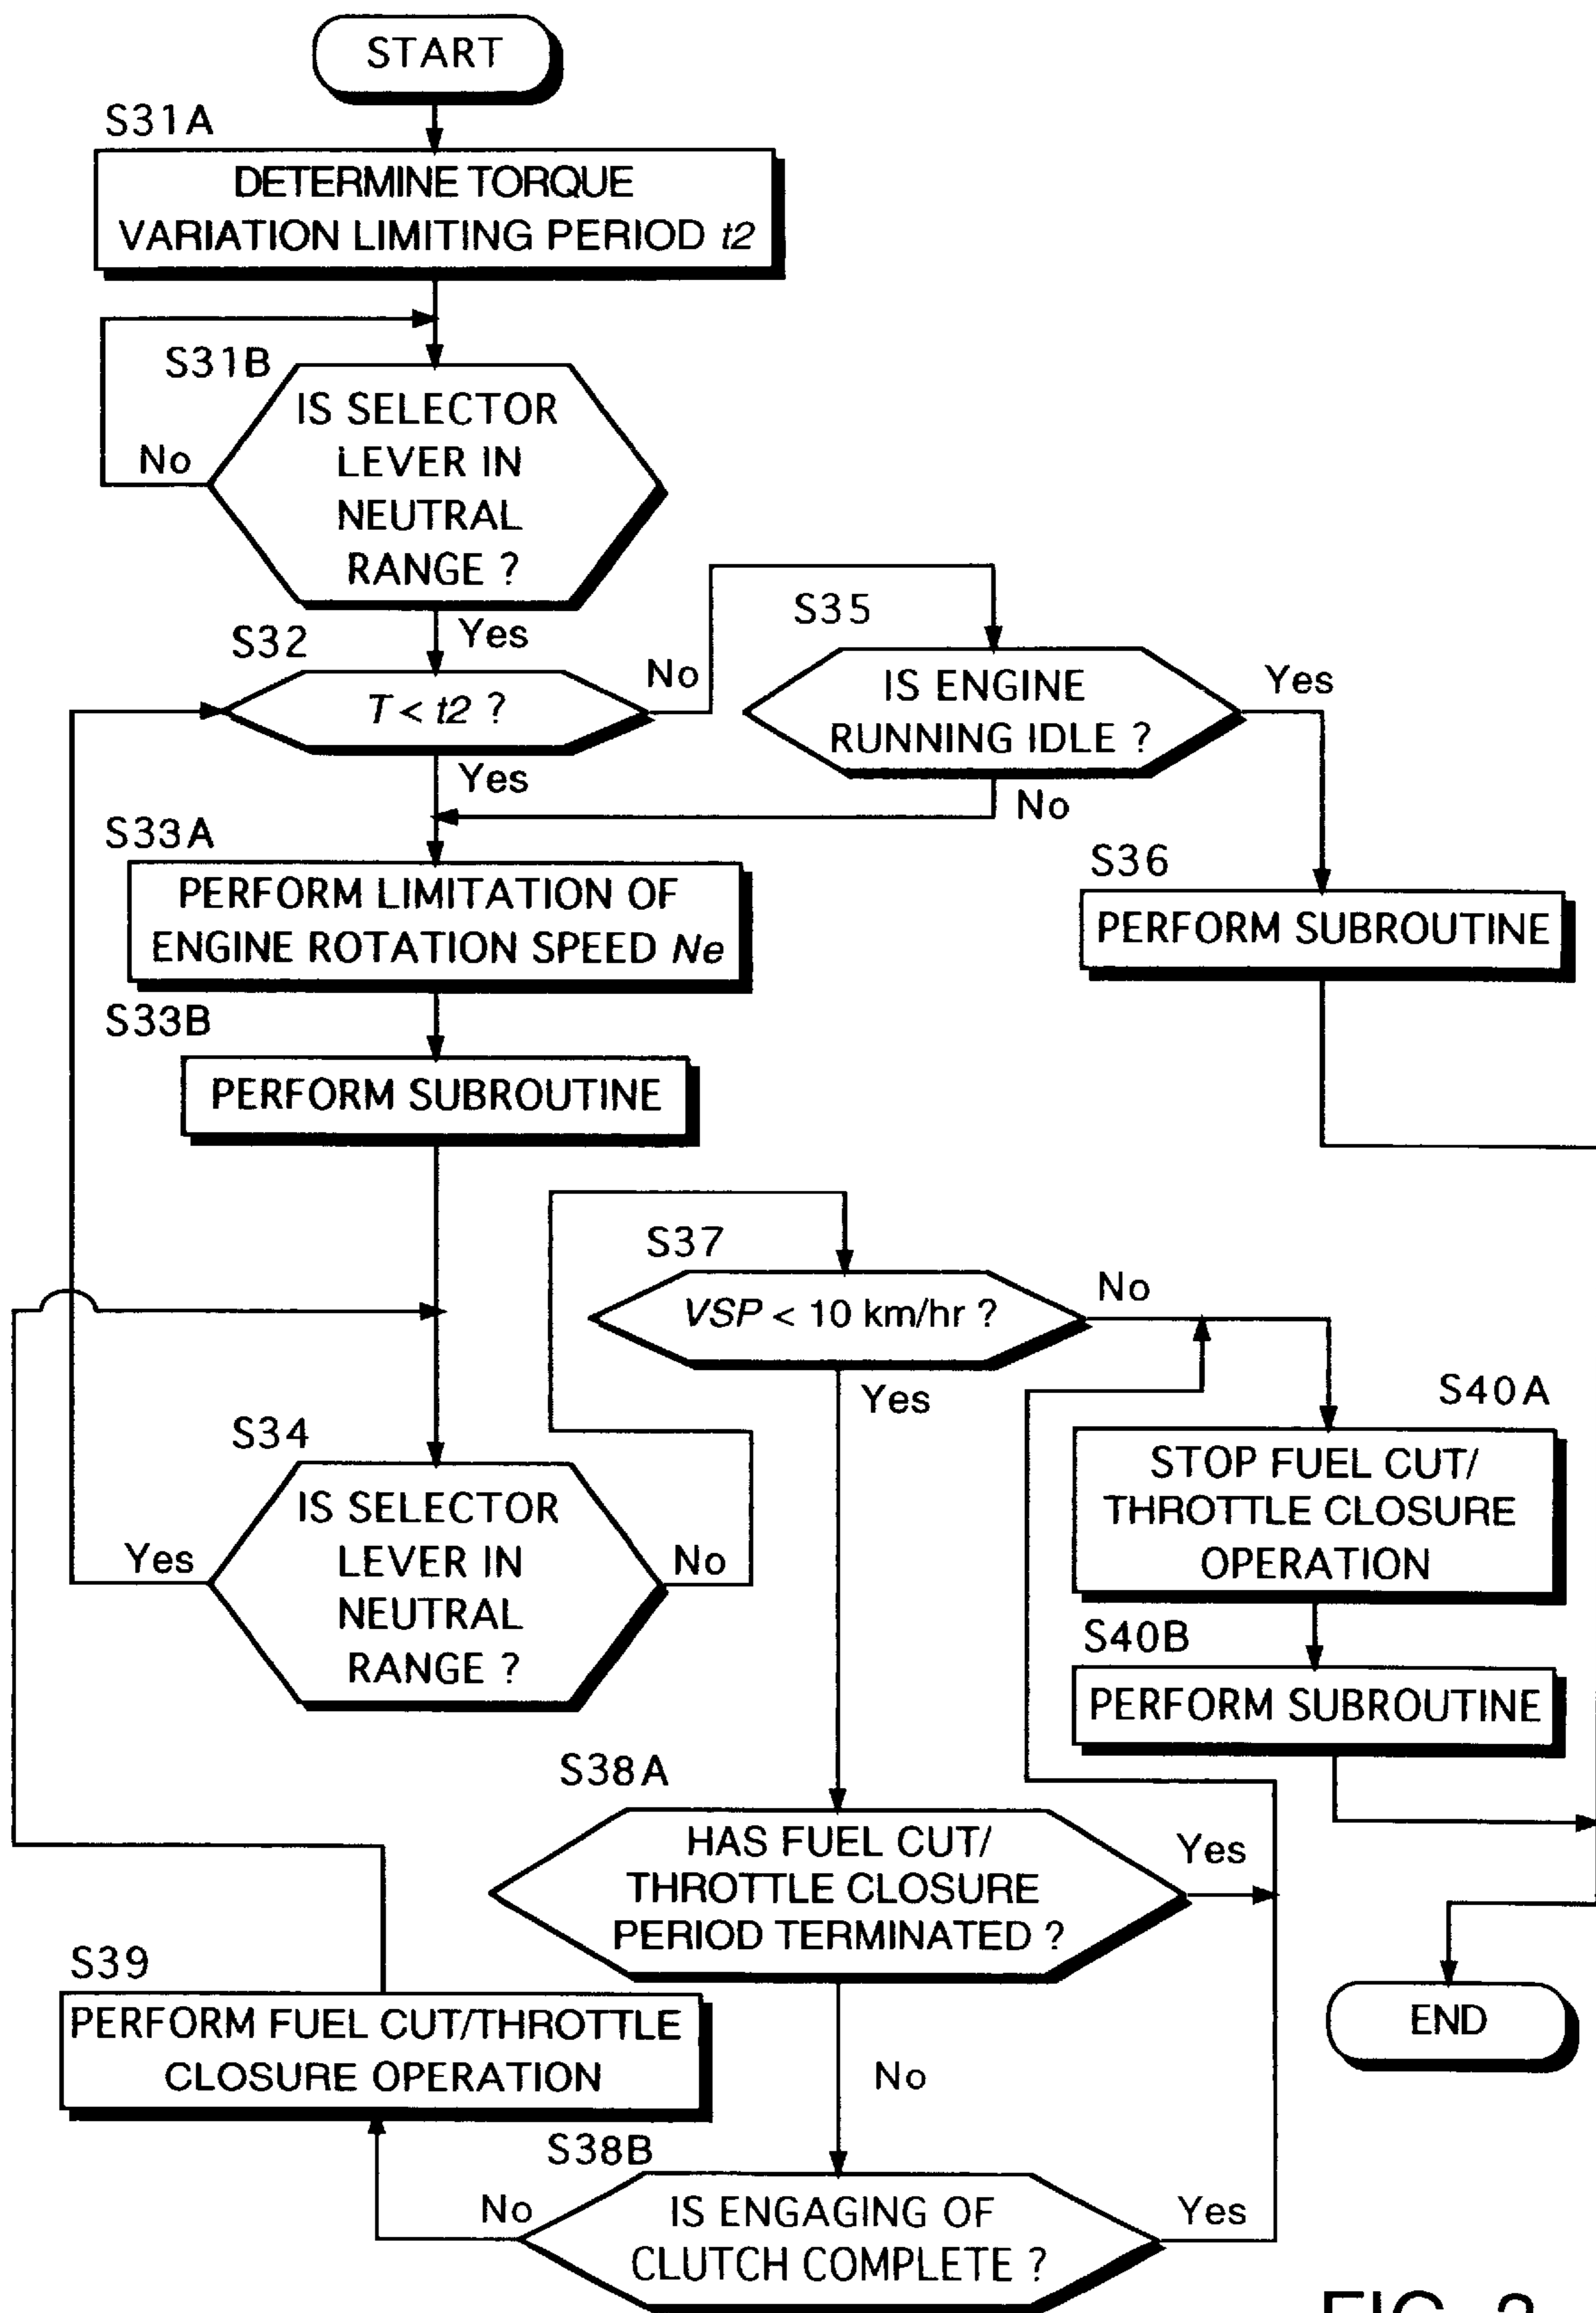 START
S31A
DETERMINE TORQUE
VARIATION LIMITING PERIOD t2
S31B
IS SELECTOR
LEVER IN
NEUTRAL
RANGE ?
No
Yes
S32
T < t2 ?
No
Yes
S35
IS ENGINE
RUNNING IDLE ?
Yes
No
S33A
PERFORM LIMITATION OF
ENGINE ROTATION SPEED Ne
S36
PERFORM SUBROUTINE
S33B
PERFORM SUBROUTINE
S37
VSP < 10 km/hr ?
No
Yes
S34
IS SELECTOR
LEVER IN
NEUTRAL
RANGE ?
Yes
No
S40A
STOP FUEL CUT/
THROTTLE CLOSURE
OPERATION
S40B
PERFORM SUBROUTINE
S38A
HAS FUEL CUT/
THROTTLE CLOSURE
PERIOD TERMINATED ?
Yes
No
S39
PERFORM FUEL CUT/THROTTLE
CLOSURE OPERATION
END
S38B
IS ENGAGING OF
CLUTCH COMPLETE ?
No
Yes
FIG.